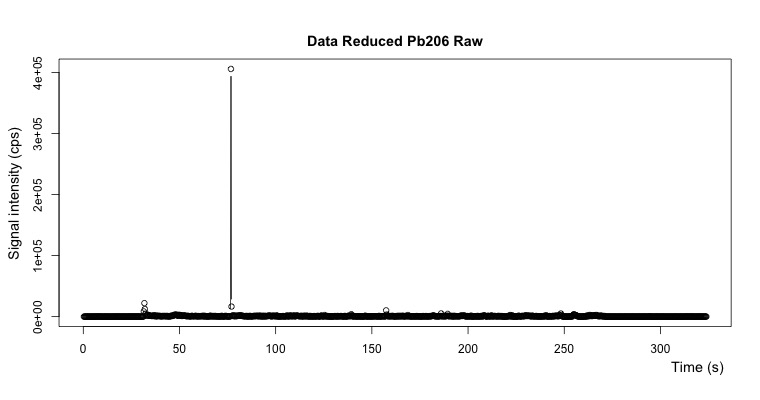 Data Reduced Pb206 Raw
Signal intensity (cps)
4e+05
3e+05
2e+05
1e+05
0e+00
0 50 100 150 200 250 300
Time (s)